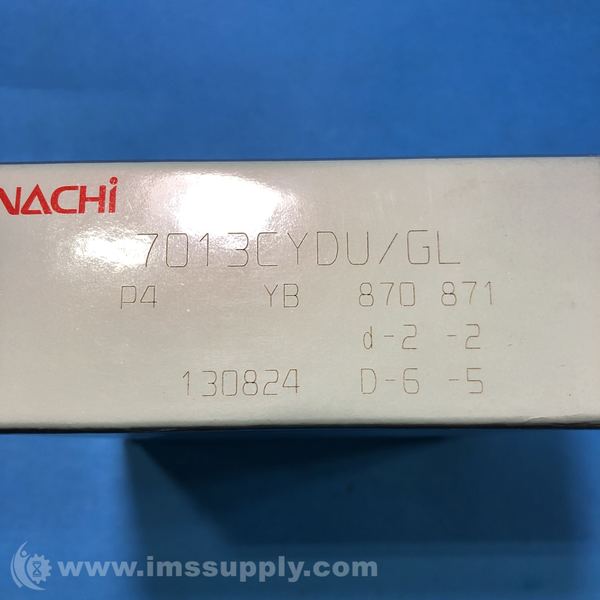 NACHi
7013CYDU/GL
P4 YB 870 871
d-2 -2
130824 D-6 -5
www.imssupply.com